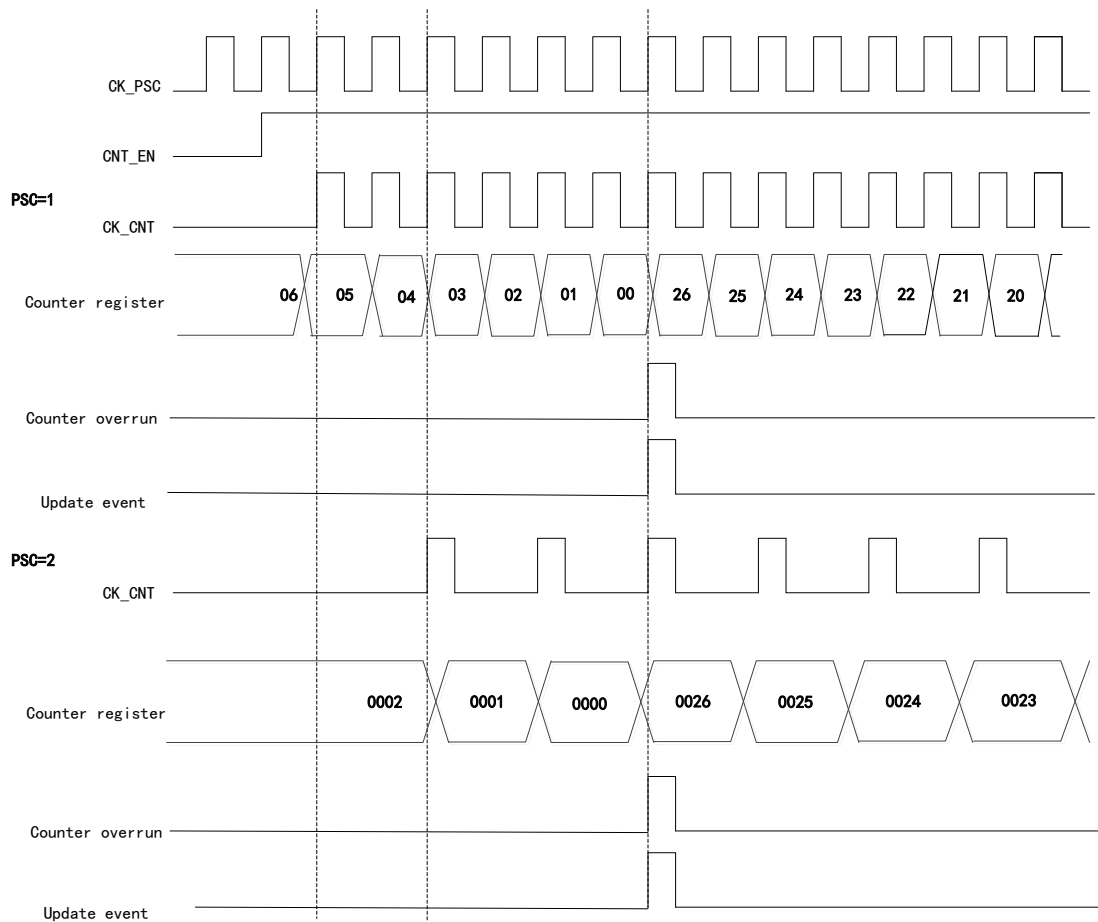 CK_PSC
CNT_EN
PSC=1
CK_CNT
Counter register 06 05 04 03 02 01 00 26 25 24 23 22 21 20
Counter overrun
Update event
PSC=2
CK_CNT
Counter register 0002 0001 0000 0026 0025 0024 0023
Counter overrun
Update event